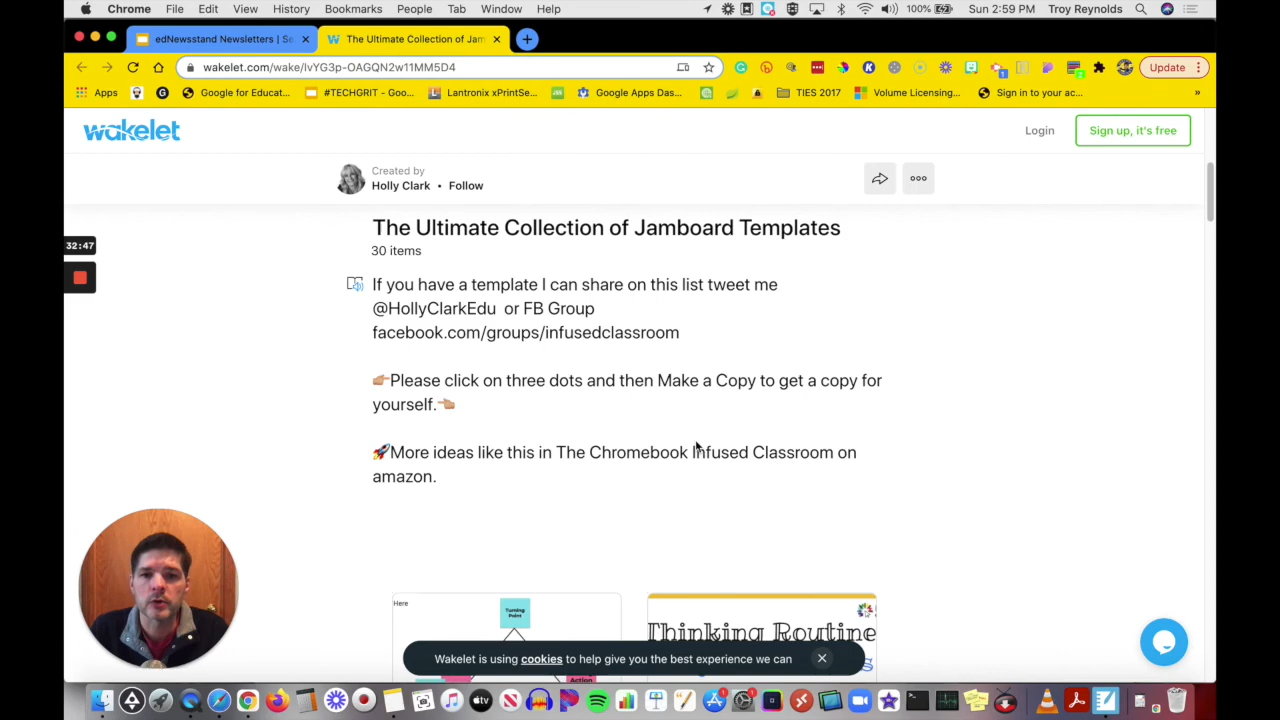 Chrome File Edit View History Bookmarks People Tab Window Help 100% Sun 2:59 PM Troy Reynolds
edNewsstand Newsletters | Se
The Ultimate Collection of Jam
wakelet.com/wake/IvYG3p-OAGQN2w11MM5D4
Update
Apps Google for Educat... #TECHGRIT - Goo... Lantronix xPrintSe... Google Apps Das... TIES 2017 Volume Licensing... Sign in to your ac... »
wakelet
Login
Sign up, it's free
Created by
Holly Clark • Follow
The Ultimate Collection of Jamboard Templates
30 items
32:47
If you have a template I can share on this list tweet me
@HollyClarkEdu or FB Group
facebook.com/groups/infusedclassroom
👉🏼Please click on three dots and then Make a Copy to get a copy for
yourself.👈🏼
🚀More ideas like this in The Chromebook Infused Classroom on
amazon.
Here
Turning
Point
Thinking Routine
Action
Wakelet is using cookies to help give you the best experience we can